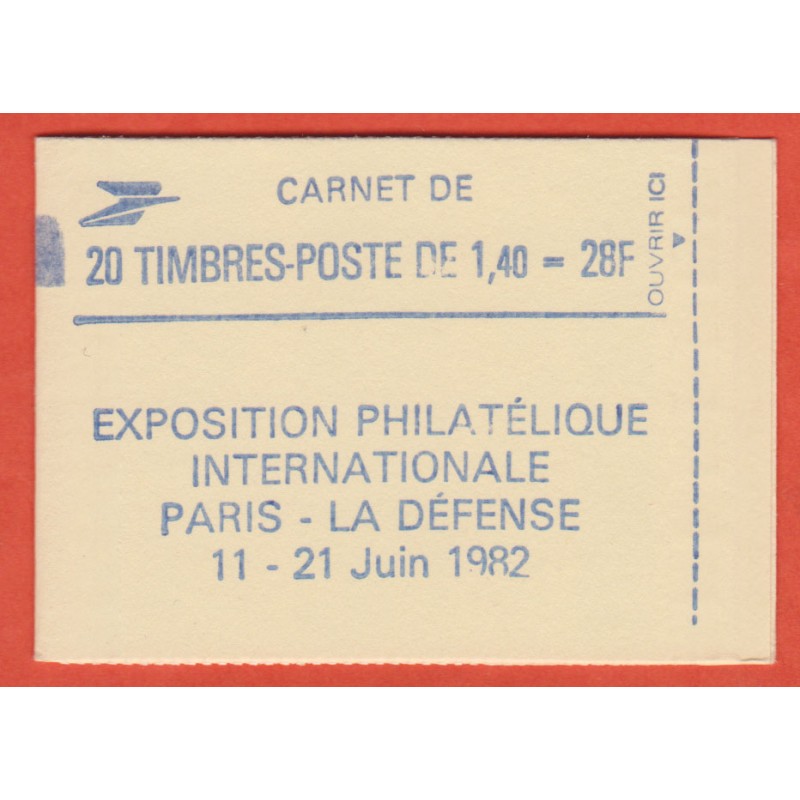 CARNET DE
20 TIMBRES-POSTE DE 1,40 = 28F
OUVRIR ICI
EXPOSITION PHILATÉLIQUE
INTERNATIONALE
PARIS - LA DÉFENSE
11 - 21 Juin 1982